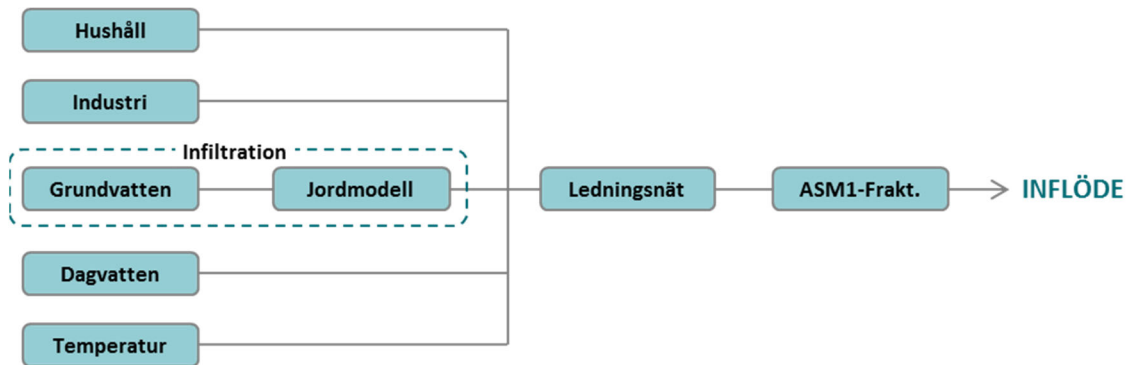 Hushåll
Industri
Infiltration
Grundvatten
Jordmodell
Ledningsnät
ASM1-Frakt.
INFLÖDE
Dagvatten
Temperatur